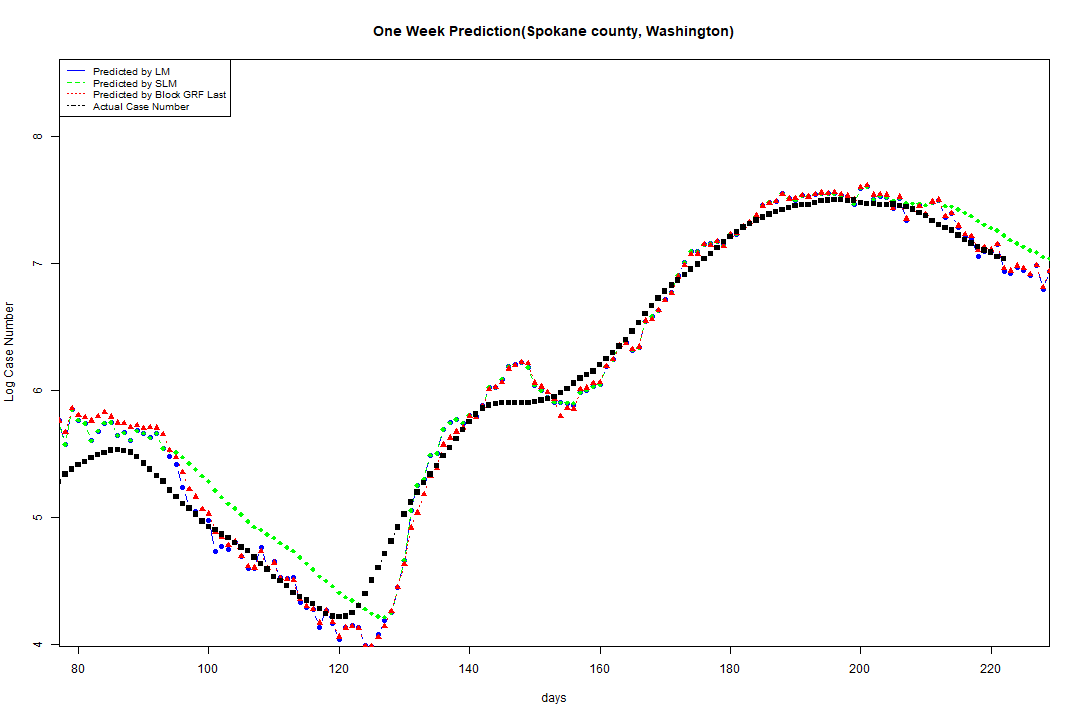 One Week Prediction(Spokane county, Washington)
Predicted by LM
Predicted by SLM
Predicted by Block GRF Last
Actual Case Number
8
7
6
5
4
Log Case Number
80 100 120 140 160 180 200 220
days